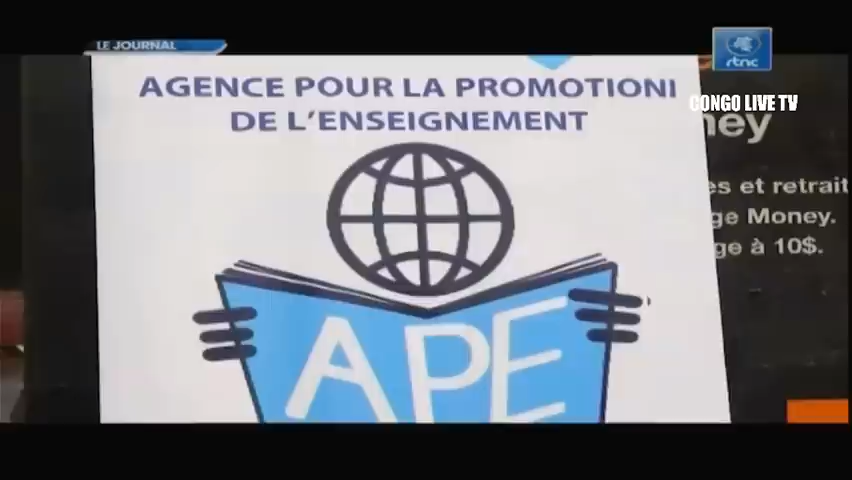 LE JOURNAL
rtnc
CONGO LIVE TV
AGENCE POUR LA PROMOTIONI
DE L'ENSEIGNEMENT
APE
ney
es et retrait
ge Money.
ge à 10$.